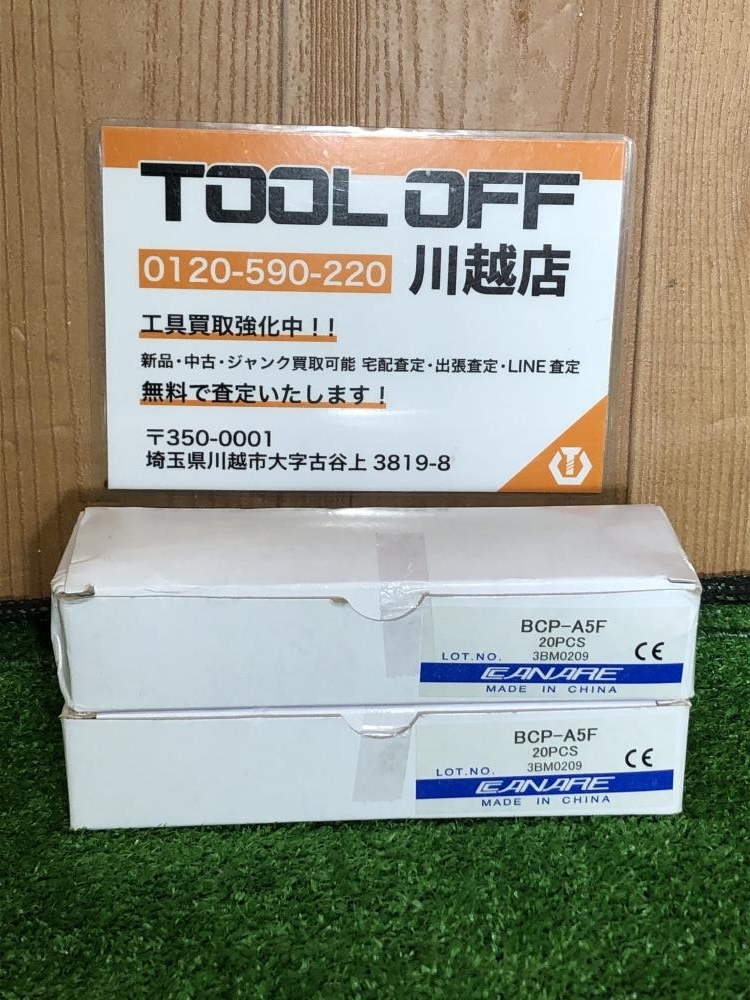 TOOL OFF
0120-590-220 川越店
工具買取強化中!!
新品・中古・ジャンク買取可能 宅配査定・出張査定・LINE査定
無料で査定いたします!
〒350-0001
埼玉県川越市大字古谷上 3819-8
BCP-A5F
20PCS
LOT.NO. 3BM0209 CE
CANARE
MADE IN CHINA
BCP-A5F
20PCS
LOT.NO. 3BM0209 CE
CANARE
MADE IN CHINA